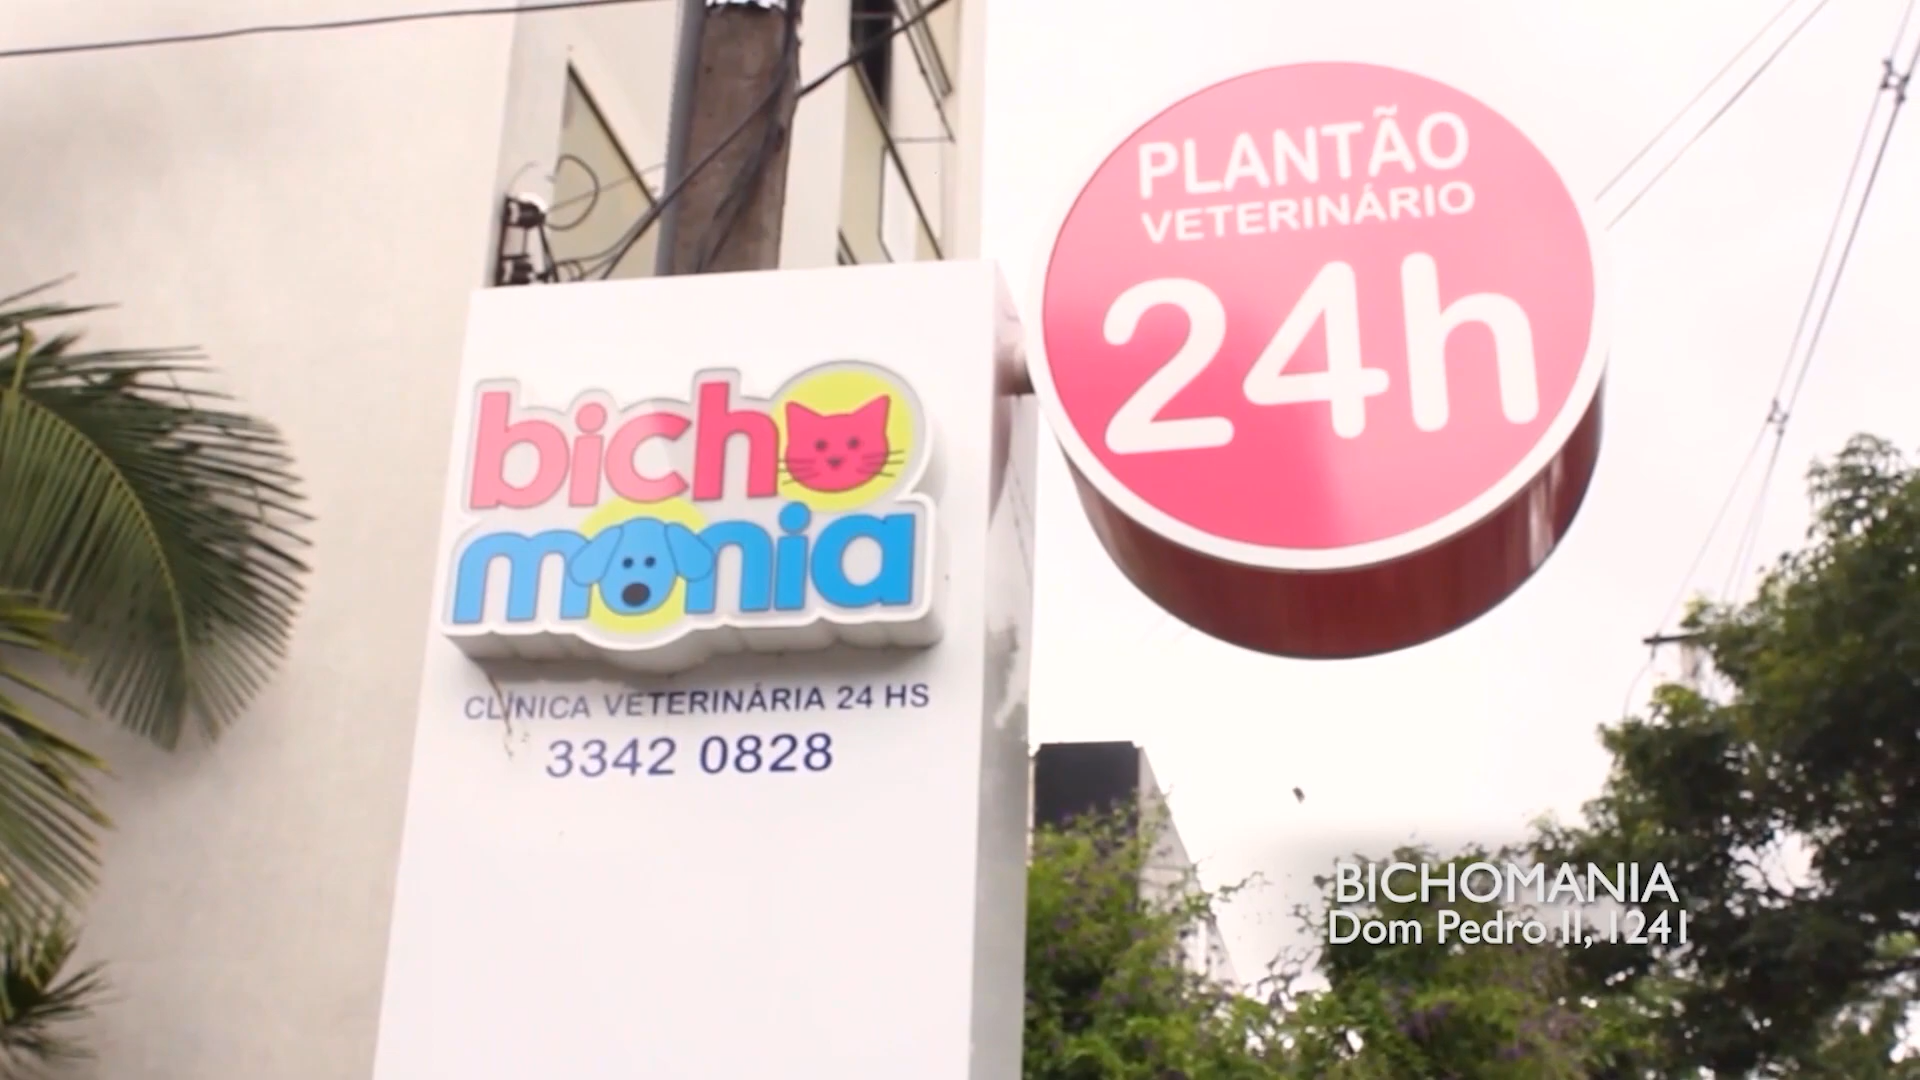 PLANTÃO
VETERINÁRIO
24h
bicho
mania
CLÍNICA VETERINÁRIA 24 HS
3342 0828
BICHOMANIA
Dom Pedro II, 1241